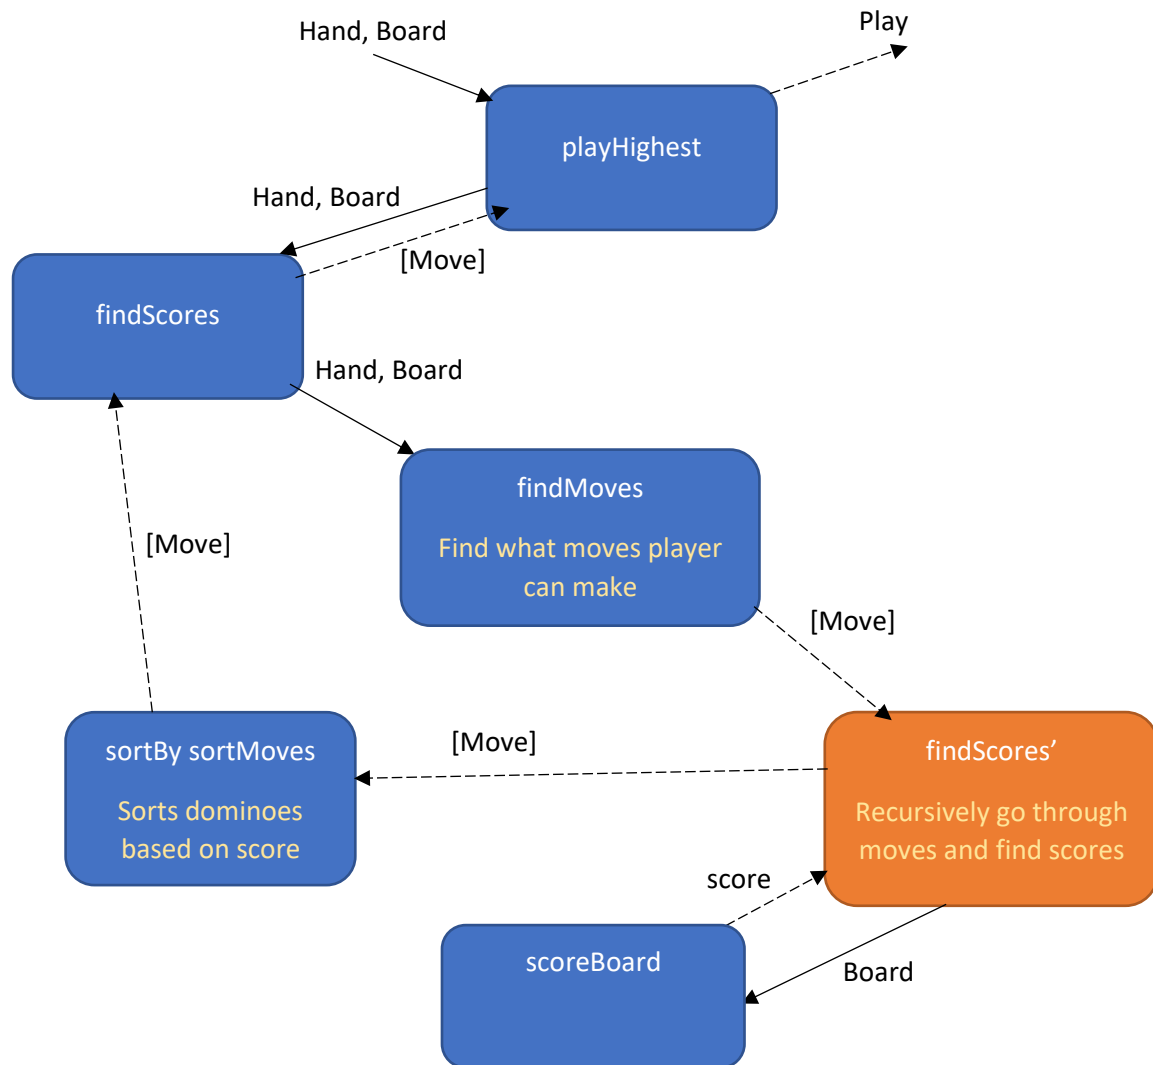 Hand, Board
Play
playHighest
Hand, Board
[Move]
findScores
Hand, Board
findMoves
Find what moves player
can make
[Move]
[Move]
sortBy sortMoves
Sorts dominoes
based on score
[Move]
findScores’
Recursively go through
moves and find scores
score
scoreBoard
Board